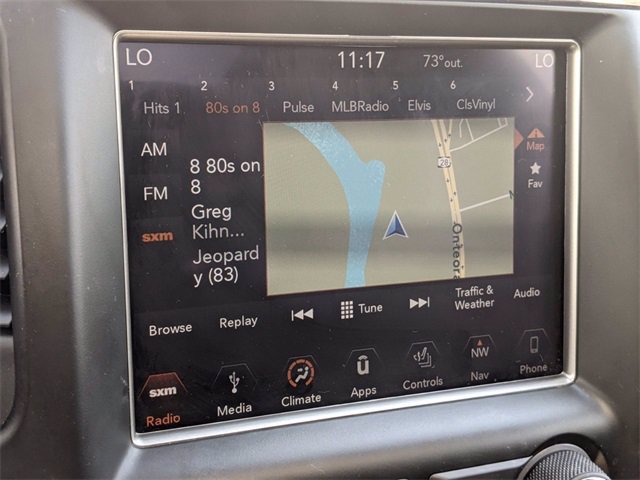 LO 11:17 73°out. LO
1 2 3 4 5 6
Hits 1 80s on 8 Pulse MLBRadio Elvis ClsVinyl
AM
FM
sxm
8 80s on
8
Greg
Kihn...
Jeopard
y (83)
28
Onteora
Map
Fav
Browse Replay Tune Traffic &
Weather Audio
sxm
Radio Media Climate
u
Apps Controls
NW
Nav Phone